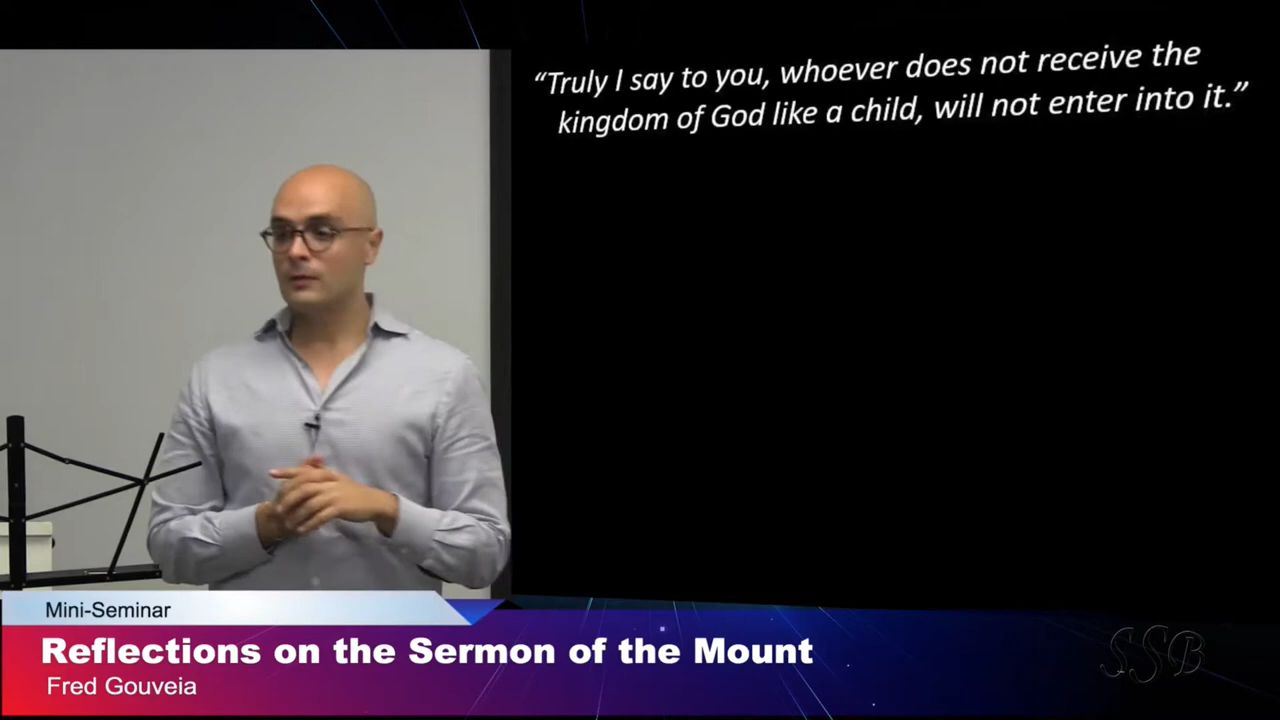 “Truly I say to you, whoever does not receive the
kingdom of God like a child, will not enter into it.”
Mini-Seminar
Reflections on the Sermon of the Mount
Fred Gouveia
SSB